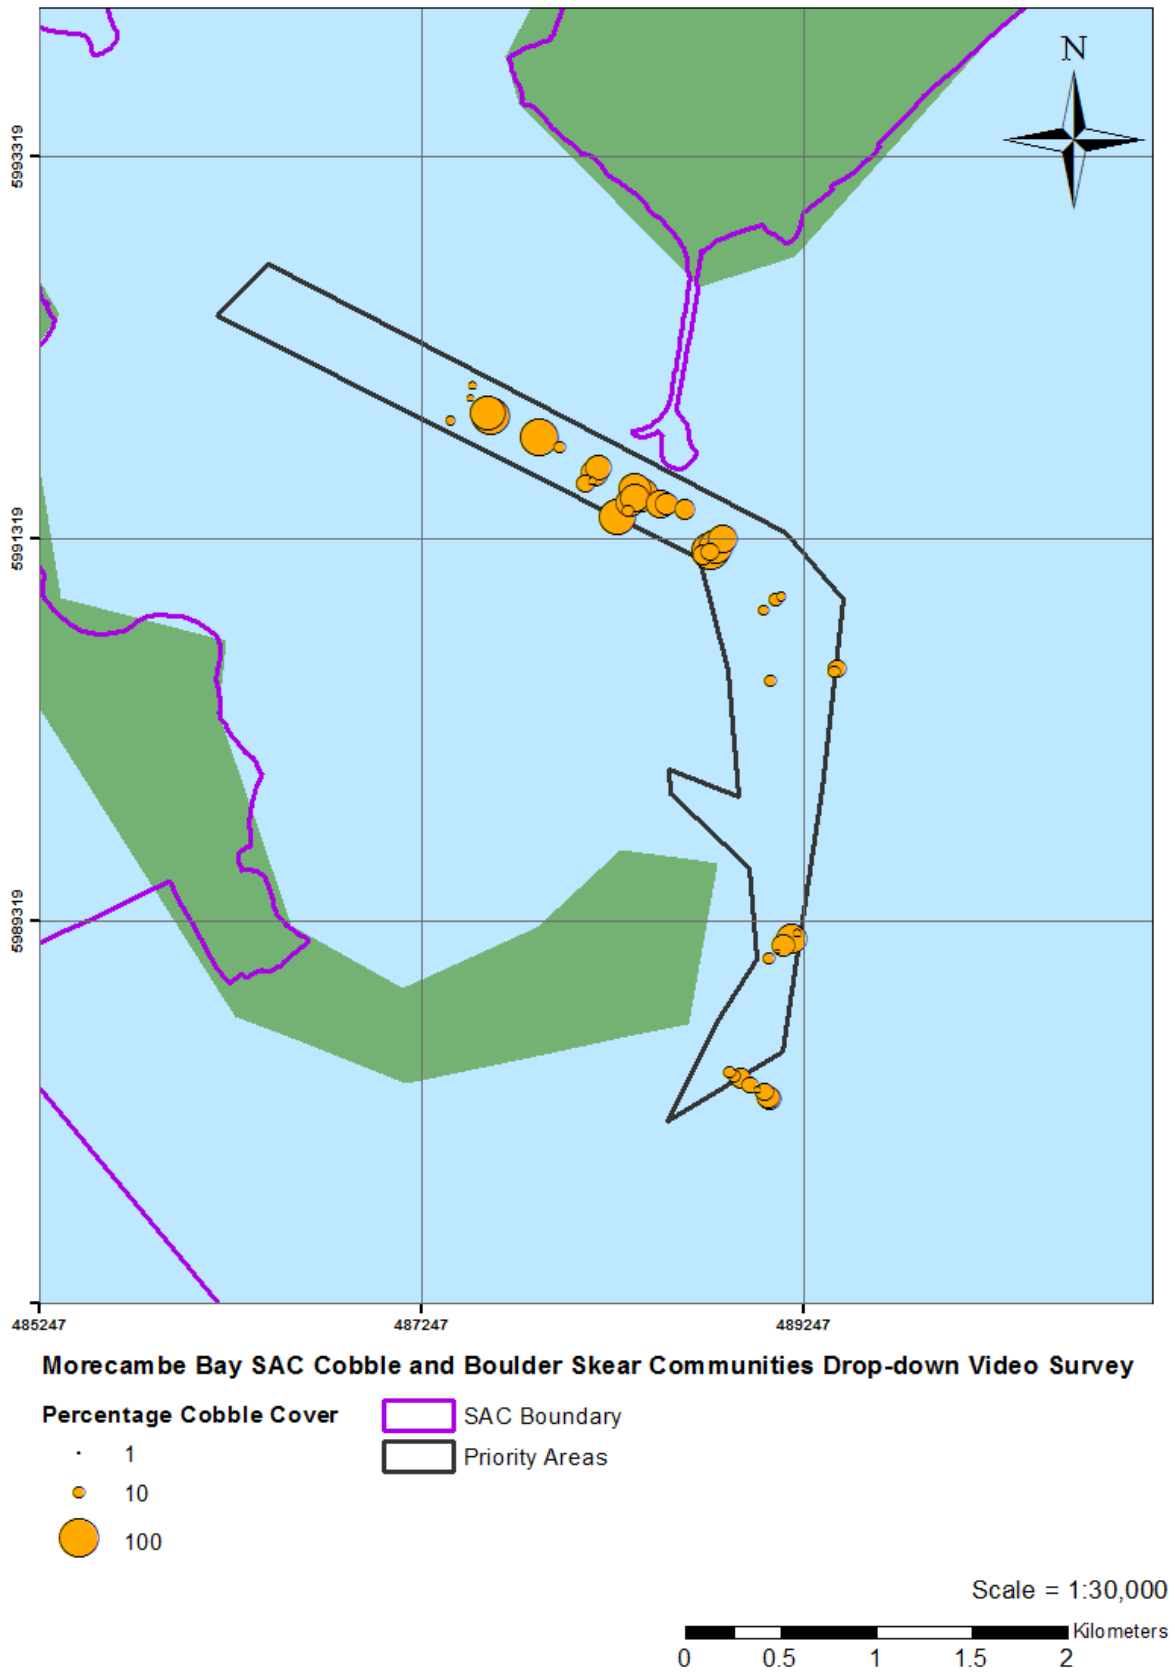 N
5993319
5991319
5989319
485247 487247 489247
Morecambe Bay SAC Cobble and Boulder Skear Communities Drop-down Video Survey
Percentage Cobble Cover
1
10
100
SAC Boundary
Priority Areas
Scale = 1:30,000
Kilometers
0 0.5 1 1.5 2